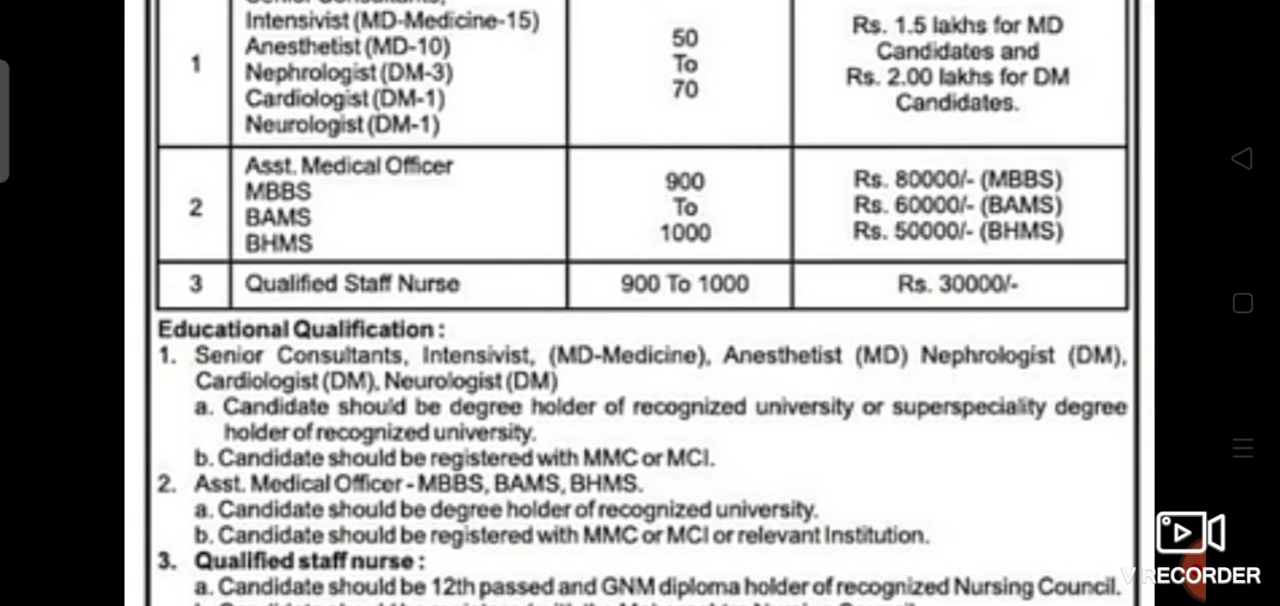 Intensivist (MD-Medicine-15)
Anesthetist (MD-10)
Nephrologist (DM-3)
Cardiologist (DM-1)
Neurologist (DM-1)
1
50
To
70
Rs. 1.5 lakhs for MD
Candidates and
Rs. 2.00 lakhs for DM
Candidates.
2
Asst. Medical Officer
MBBS
BAMS
BHMS
900
To
1000
Rs. 80000/- (MBBS)
Rs. 60000/- (BAMS)
Rs. 50000/- (BHMS)
3 Qualified Staff Nurse 900 To 1000 Rs. 30000/-
Educational Qualification :
1. Senior Consultants, Intensivist, (MD-Medicine), Anesthetist (MD) Nephrologist (DM),
Cardiologist (DM), Neurologist (DM)
a. Candidate should be degree holder of recognized university or superspeciality degree
holder of recognized university.
b. Candidate should be registered with MMC or MCI.
2. Asst. Medical Officer - MBBS, BAMS, BHMS.
a. Candidate should be degree holder of recognized university.
b. Candidate should be registered with MMC or MCI or relevant Institution.
3. Qualified staff nurse :
a. Candidate should be 12th passed and GNM diploma holder of recognized Nursing Council.
V RECORDER